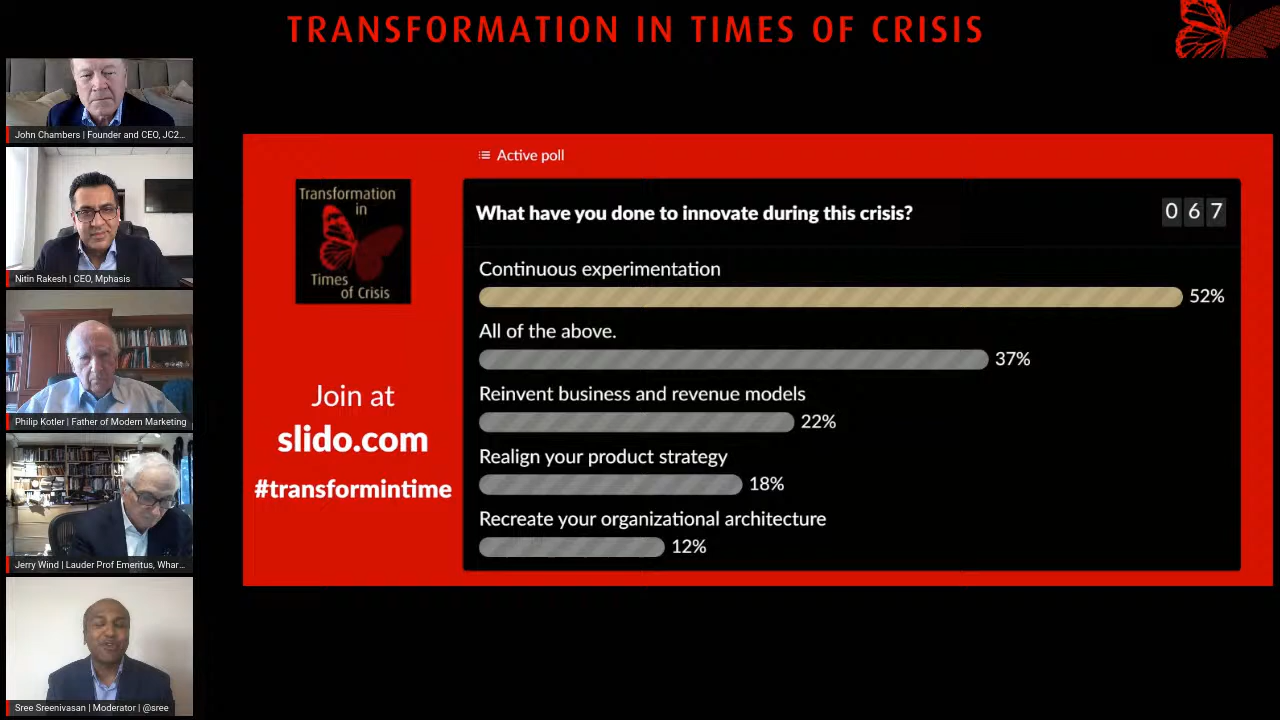 TRANSFORMATION IN TIMES OF CRISIS
John Chambers | Founder and CEO, JC2...
Nitin Rakesh | CEO, Mphasis
Philip Kotler | Father of Modern Marketing
Jerry Wind | Lauder Prof Emeritus, Whar...
Sree Sreenivasan | Moderator | @sree
Transformation
in
Times
of Crisis
Join at
slido.com
#transformintime
Active poll
What have you done to innovate during this crisis?
067
Continuous experimentation
52%
All of the above.
37%
Reinvent business and revenue models
22%
Realign your product strategy
18%
Recreate your organizational architecture
12%